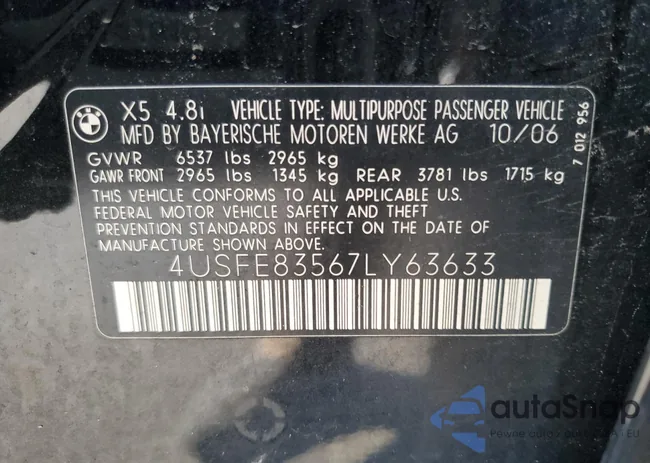 BMW
X5 4.8i VEHICLE TYPE: MULTIPURPOSE PASSENGER VEHICLE
MFD BY BAYERISCHE MOTOREN WERKE AG 10/06
GVWR 6537 lbs 2965 kg
GAWR FRONT 2965 lbs 1345 kg REAR 3781 lbs 1715 kg
THIS VEHICLE CONFORMS TO ALL APPLICABLE U.S.
FEDERAL MOTOR VEHICLE SAFETY AND THEFT
PREVENTION STANDARDS IN EFFECT ON THE DATE
OF MANUFACTURE SHOWN ABOVE.
4USFE83567LY63633
7 012 956
autoSnap
Pewne auto z